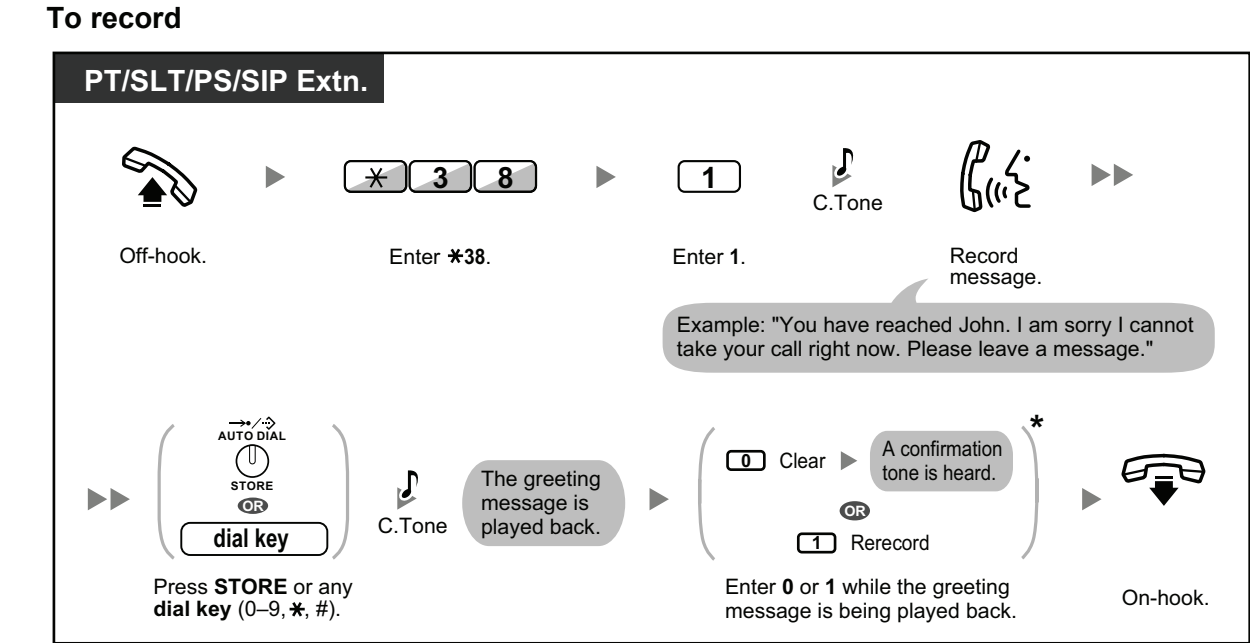 To record
PT/SLT/PS/SIP Extn.
* 3 8
1
C.Tone
Off-hook.
Enter *38.
Enter 1.
Record
message.
Example: "You have reached John. I am sorry I cannot
take your call right now. Please leave a message."
AUTO DIAL
STORE
OR
dial key
C.Tone
The greeting
message is
played back.
0 Clear
A confirmation
tone is heard.
*
OR
1 Rerecord
Press STORE or any
dial key (0–9, *, #).
Enter 0 or 1 while the greeting
message is being played back.
On-hook.